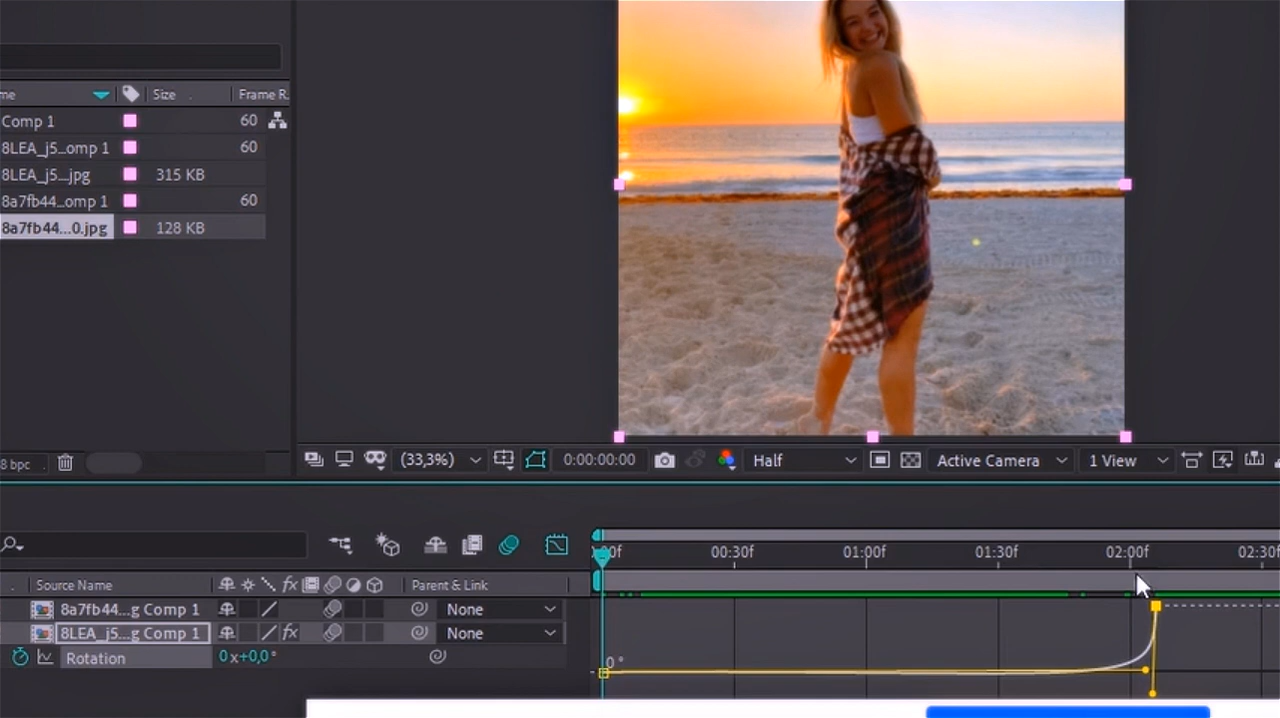 me Size Frame R.
Comp 1 60
8LEA_j5...omp 1 60
8LEA_j5...jpg 315 KB
8a7fb44...omp 1 60
8a7fb44...0.jpg 128 KB
8 bpc (33,3%) 0:00:00:00 Half Active Camera 1 View
:00f 00:30f 01:00f 01:30f 02:00f 02:30f
. Source Name fx Parent & Link
8a7fb44...g Comp 1 None
8LEA_j5...g Comp 1 fx None
Rotation 0x+0,0°
0°